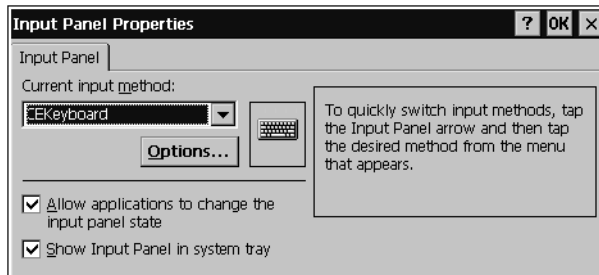 Input Panel Properties ? OK ×
Input Panel
Current input method:
CEKeyboard
Options...
To quickly switch input methods, tap
the Input Panel arrow and then tap
the desired method from the menu
that appears.
Allow applications to change the
input panel state
Show Input Panel in system tray